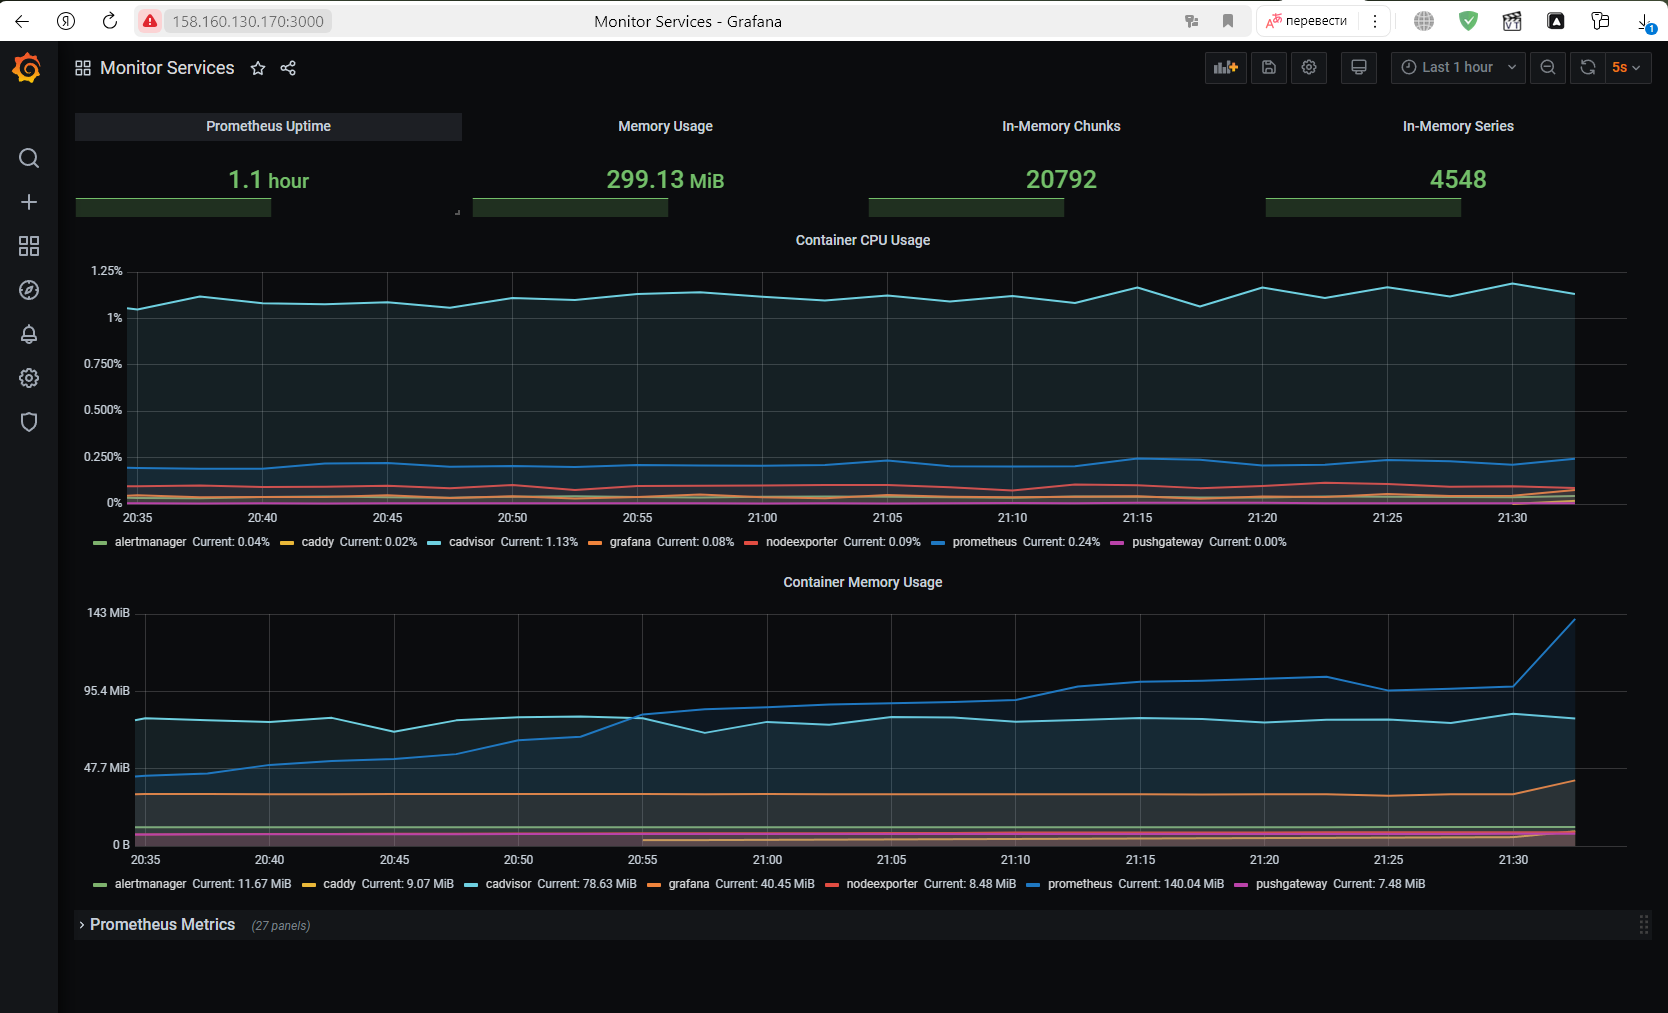 158.160.130.170:3000
Monitor Services - Grafana
перевести
1
Monitor Services
Last 1 hour
5s
Prometheus Uptime
Memory Usage
In-Memory Chunks
In-Memory Series
1.1 hour
299.13 MiB
20792
4548
Container CPU Usage
1.25%
1%
0.750%
0.500%
0.250%
0%
20:35 20:40 20:45 20:50 20:55 21:00 21:05 21:10 21:15 21:20 21:25 21:30
alertmanager Current: 0.04% caddy Current: 0.02% cadvisor Current: 1.13% grafana Current: 0.08% nodeexporter Current: 0.09% prometheus Current: 0.24% pushgateway Current: 0.00%
Container Memory Usage
143 MiB
95.4 MiB
47.7 MiB
0 B
20:35 20:40 20:45 20:50 20:55 21:00 21:05 21:10 21:15 21:20 21:25 21:30
alertmanager Current: 11.67 MiB caddy Current: 9.07 MiB cadvisor Current: 78.63 MiB grafana Current: 40.45 MiB nodeexporter Current: 8.48 MiB prometheus Current: 140.04 MiB pushgateway Current: 7.48 MiB
Prometheus Metrics (27 panels)